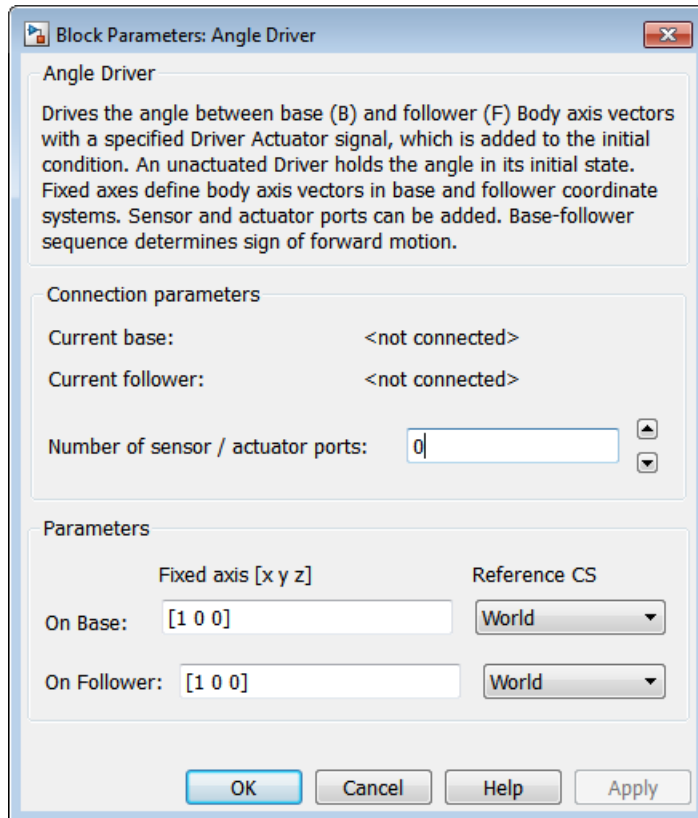 Block Parameters: Angle Driver
Angle Driver
Drives the angle between base (B) and follower (F) Body axis vectors
with a specified Driver Actuator signal, which is added to the initial
condition. An unactuated Driver holds the angle in its initial state.
Fixed axes define body axis vectors in base and follower coordinate
systems. Sensor and actuator ports can be added. Base-follower
sequence determines sign of forward motion.
Connection parameters
Current base: <not connected>
Current follower: <not connected>
Number of sensor / actuator ports: 0
Parameters
Fixed axis [x y z] Reference CS
On Base: [1 0 0] World
On Follower: [1 0 0] World
OK Cancel Help Apply